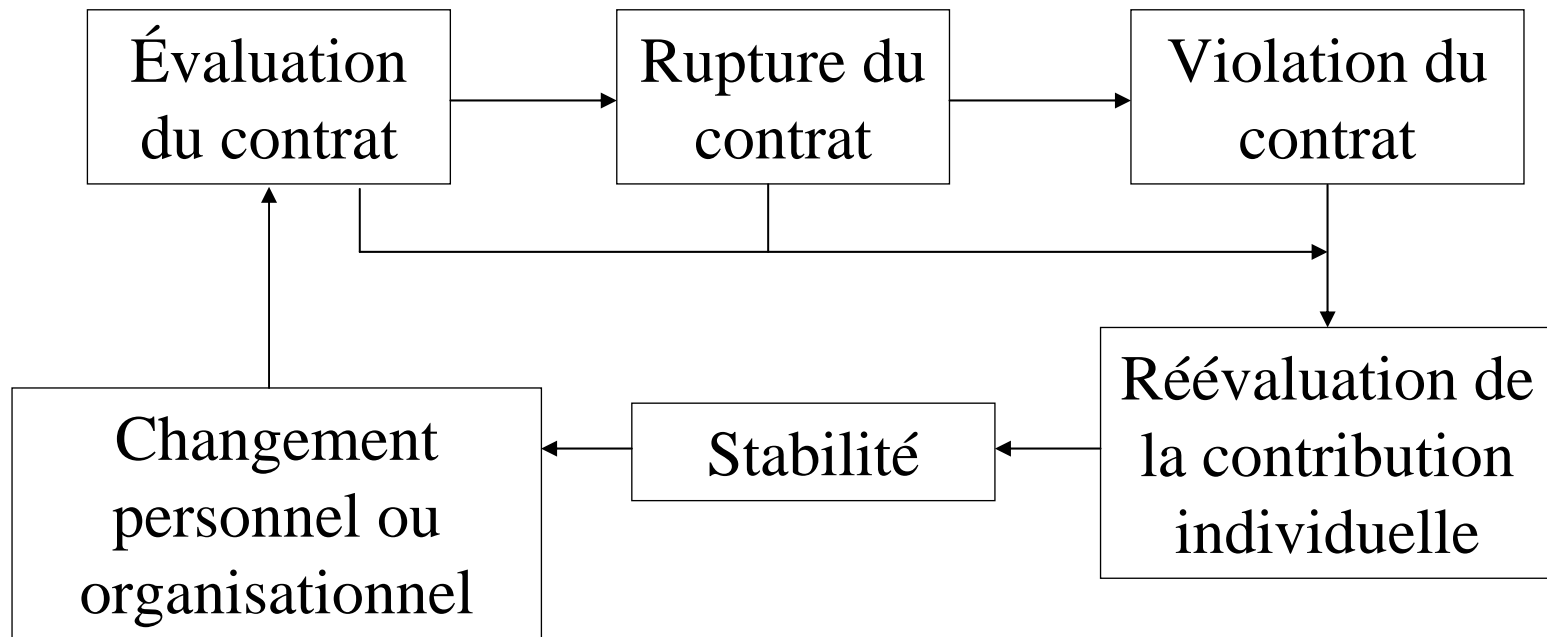 Évaluation
du contrat
Rupture du
contrat
Violation du
contrat
Réévaluation de
la contribution
individuelle
Stabilité
Changement
personnel ou
organisationnel